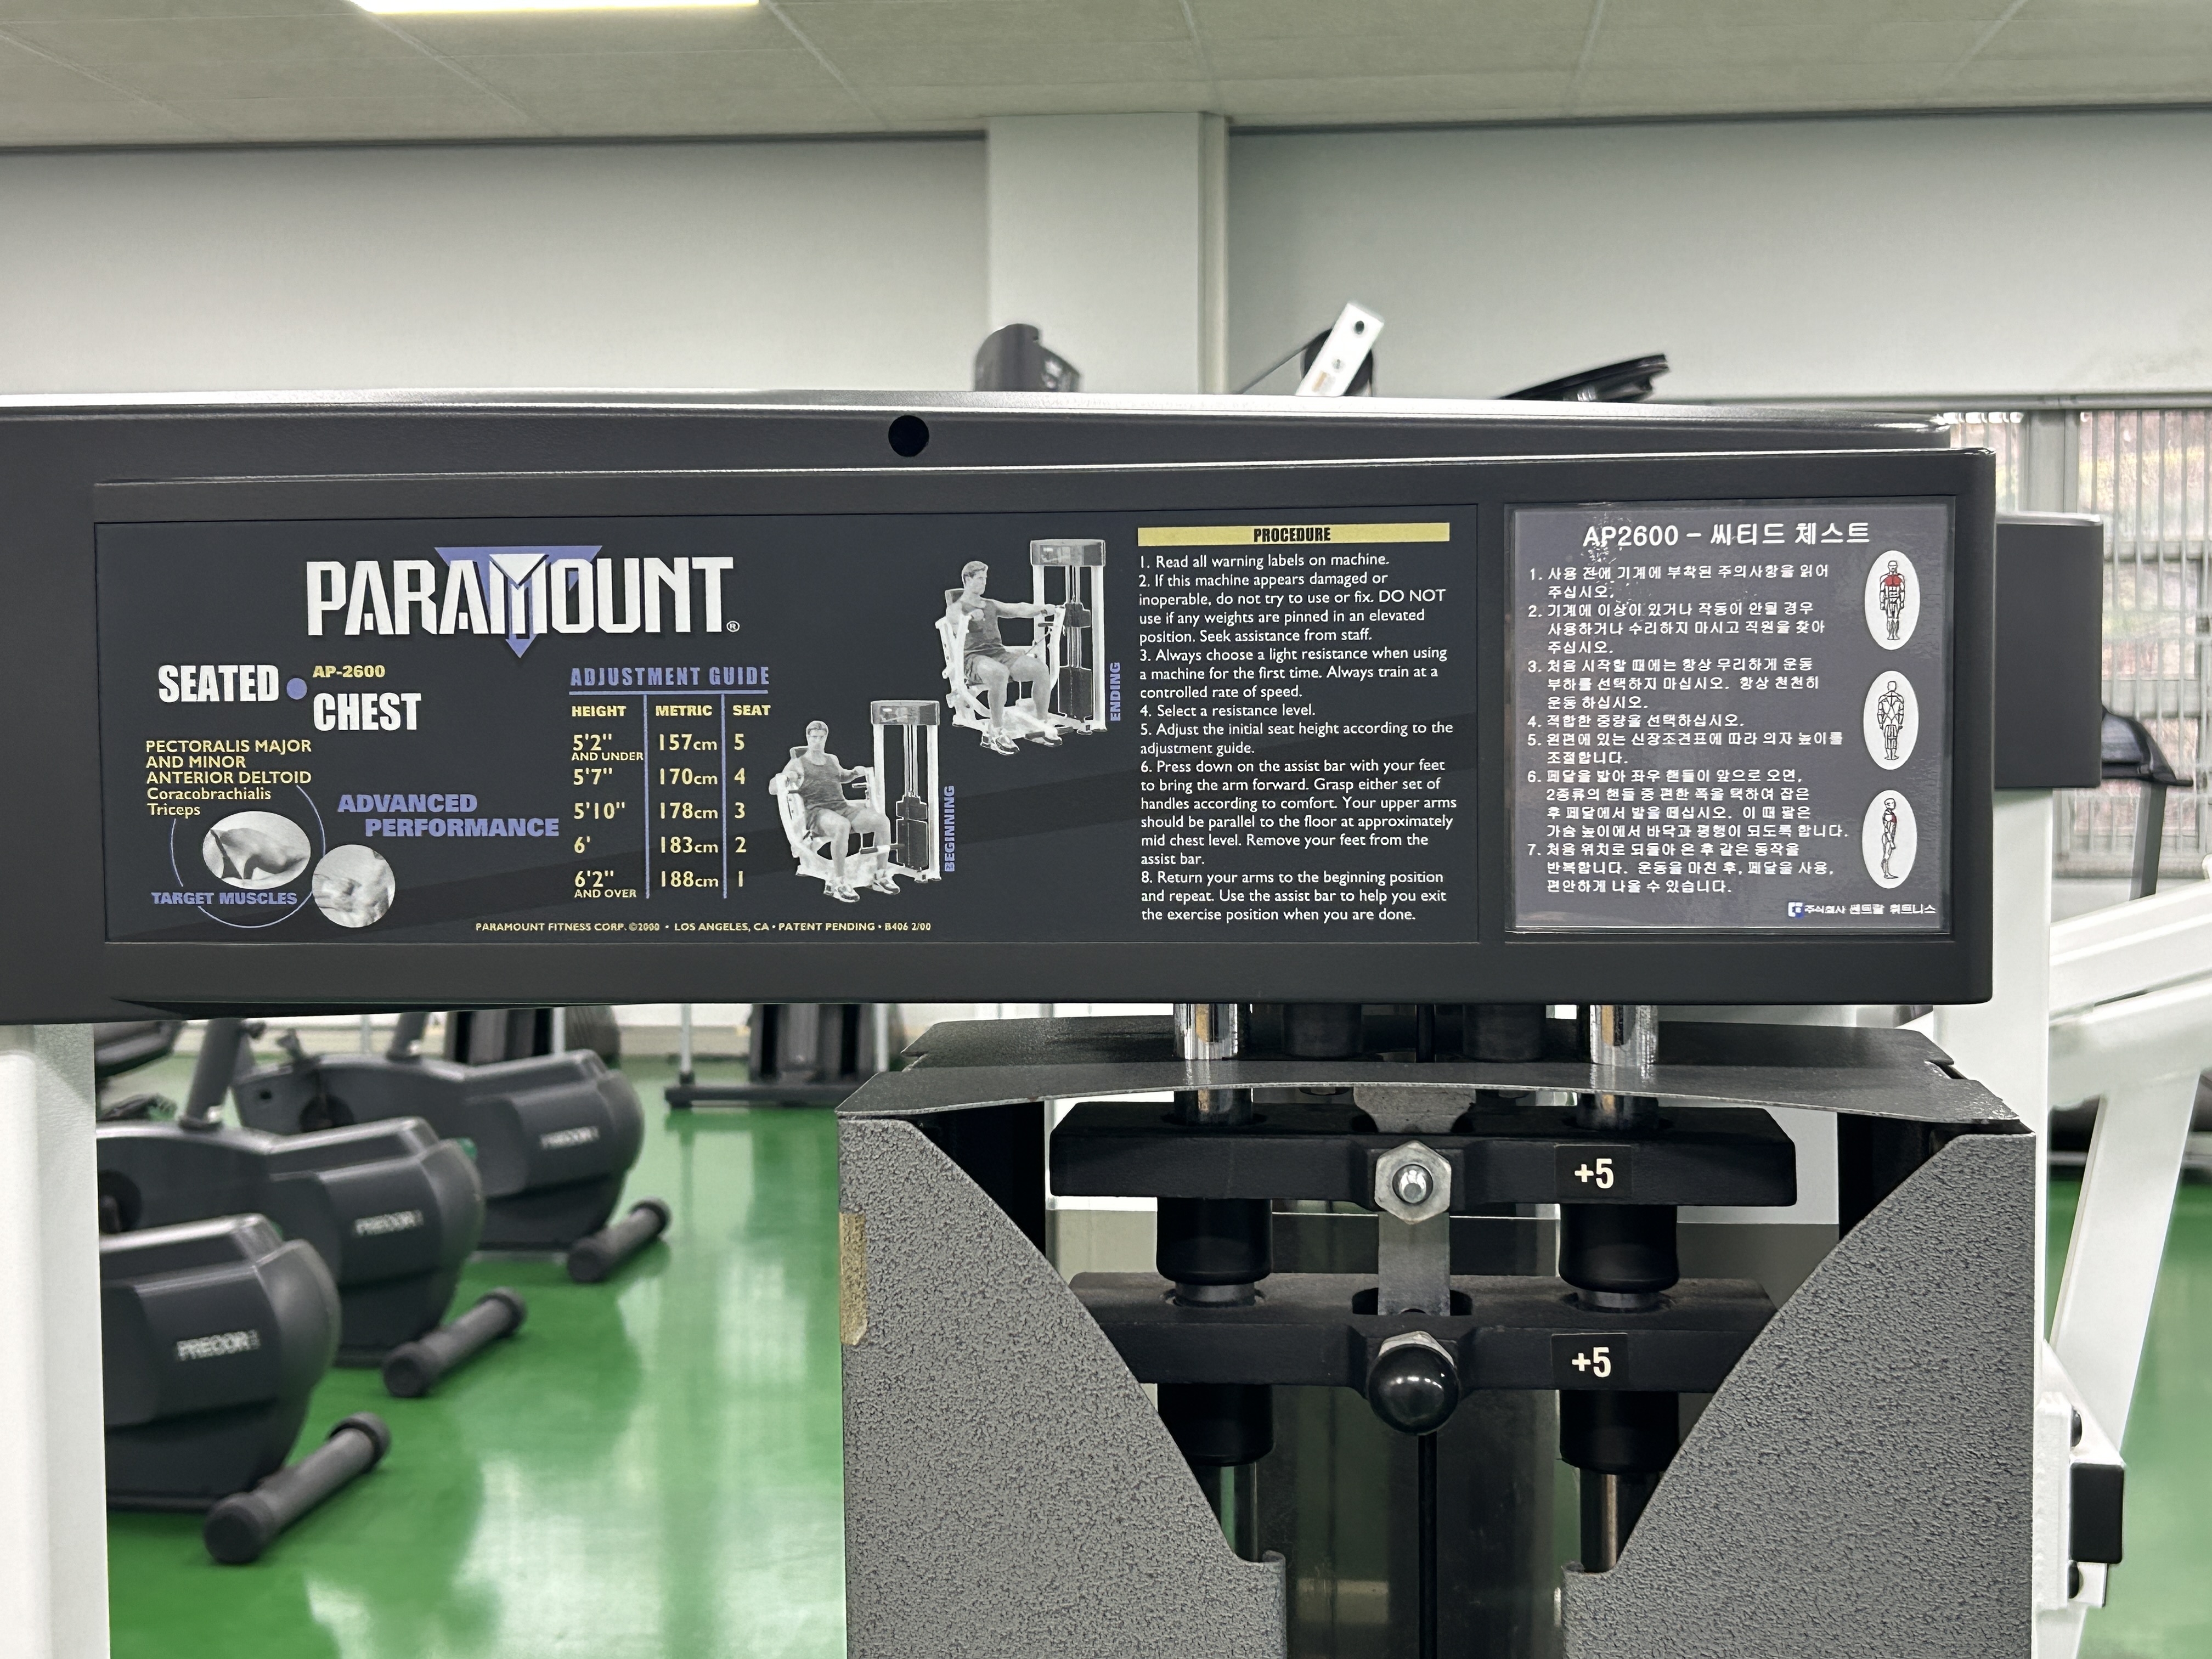 PARAMOUNT®
SEATED • AP-2600
CHEST
PECTORALIS MAJOR
AND MINOR
ANTERIOR DELTOID
Coracobrachialis
Triceps
TARGET MUSCLES
ADVANCED
PERFORMANCE
ADJUSTMENT GUIDE
HEIGHT METRIC SEAT
5'2" 157cm 5
AND UNDER
5'7" 170cm 4
5'10" 178cm 3
6' 183cm 2
6'2" 188cm 1
AND OVER
BEGINNING
ENDING
PARAMOUNT FITNESS CORP. ©2000 • LOS ANGELES, CA • PATENT PENDING • B406 2/00
PROCEDURE
1. Read all warning labels on machine.
2. If this machine appears damaged or
inoperable, do not try to use or fix. DO NOT
use if any weights are pinned in an elevated
position. Seek assistance from staff.
3. Always choose a light resistance when using
a machine for the first time. Always train at a
controlled rate of speed.
4. Select a resistance level.
5. Adjust the initial seat height according to the
adjustment guide.
6. Press down on the assist bar with your feet
to bring the arm forward. Grasp either set of
handles according to comfort. Your upper arms
should be parallel to the floor at approximately
mid chest level. Remove your feet from the
assist bar.
8. Return your arms to the beginning position
and repeat. Use the assist bar to help you exit
the exercise position when you are done.
AP2600 - 씨티드 체스트
1. 사용 전에 기계에 부착된 주의사항을 읽어
주십시오.
2. 기계에 이상이 있거나 작동이 안될 경우
사용하거나 수리하지 마시고 직원을 찾아
주십시오.
3. 처음 시작할 때에는 항상 무리하게 운동
부하를 선택하지 마십시오. 항상 천천히
운동 하십시오.
4. 적합한 중량을 선택하십시오.
5. 왼편에 있는 신장조견표에 따라 의자 높이를
조절합니다.
6. 페달을 밟아 좌우 핸들이 앞으로 오면,
2종류의 핸들 중 편한 쪽을 택하여 잡은
후 페달에서 발을 떼십시오. 이 때 팔은
가슴 높이에서 바닥과 평행이 되도록 합니다.
7. 처음 위치로 되돌아 온 후 같은 동작을
반복합니다. 운동을 마친 후, 페달을 사용,
편안하게 나올 수 있습니다.
주식회사 센트랄 휘트니스
+5
+5
PRECOR
PRECOR
PRECOR